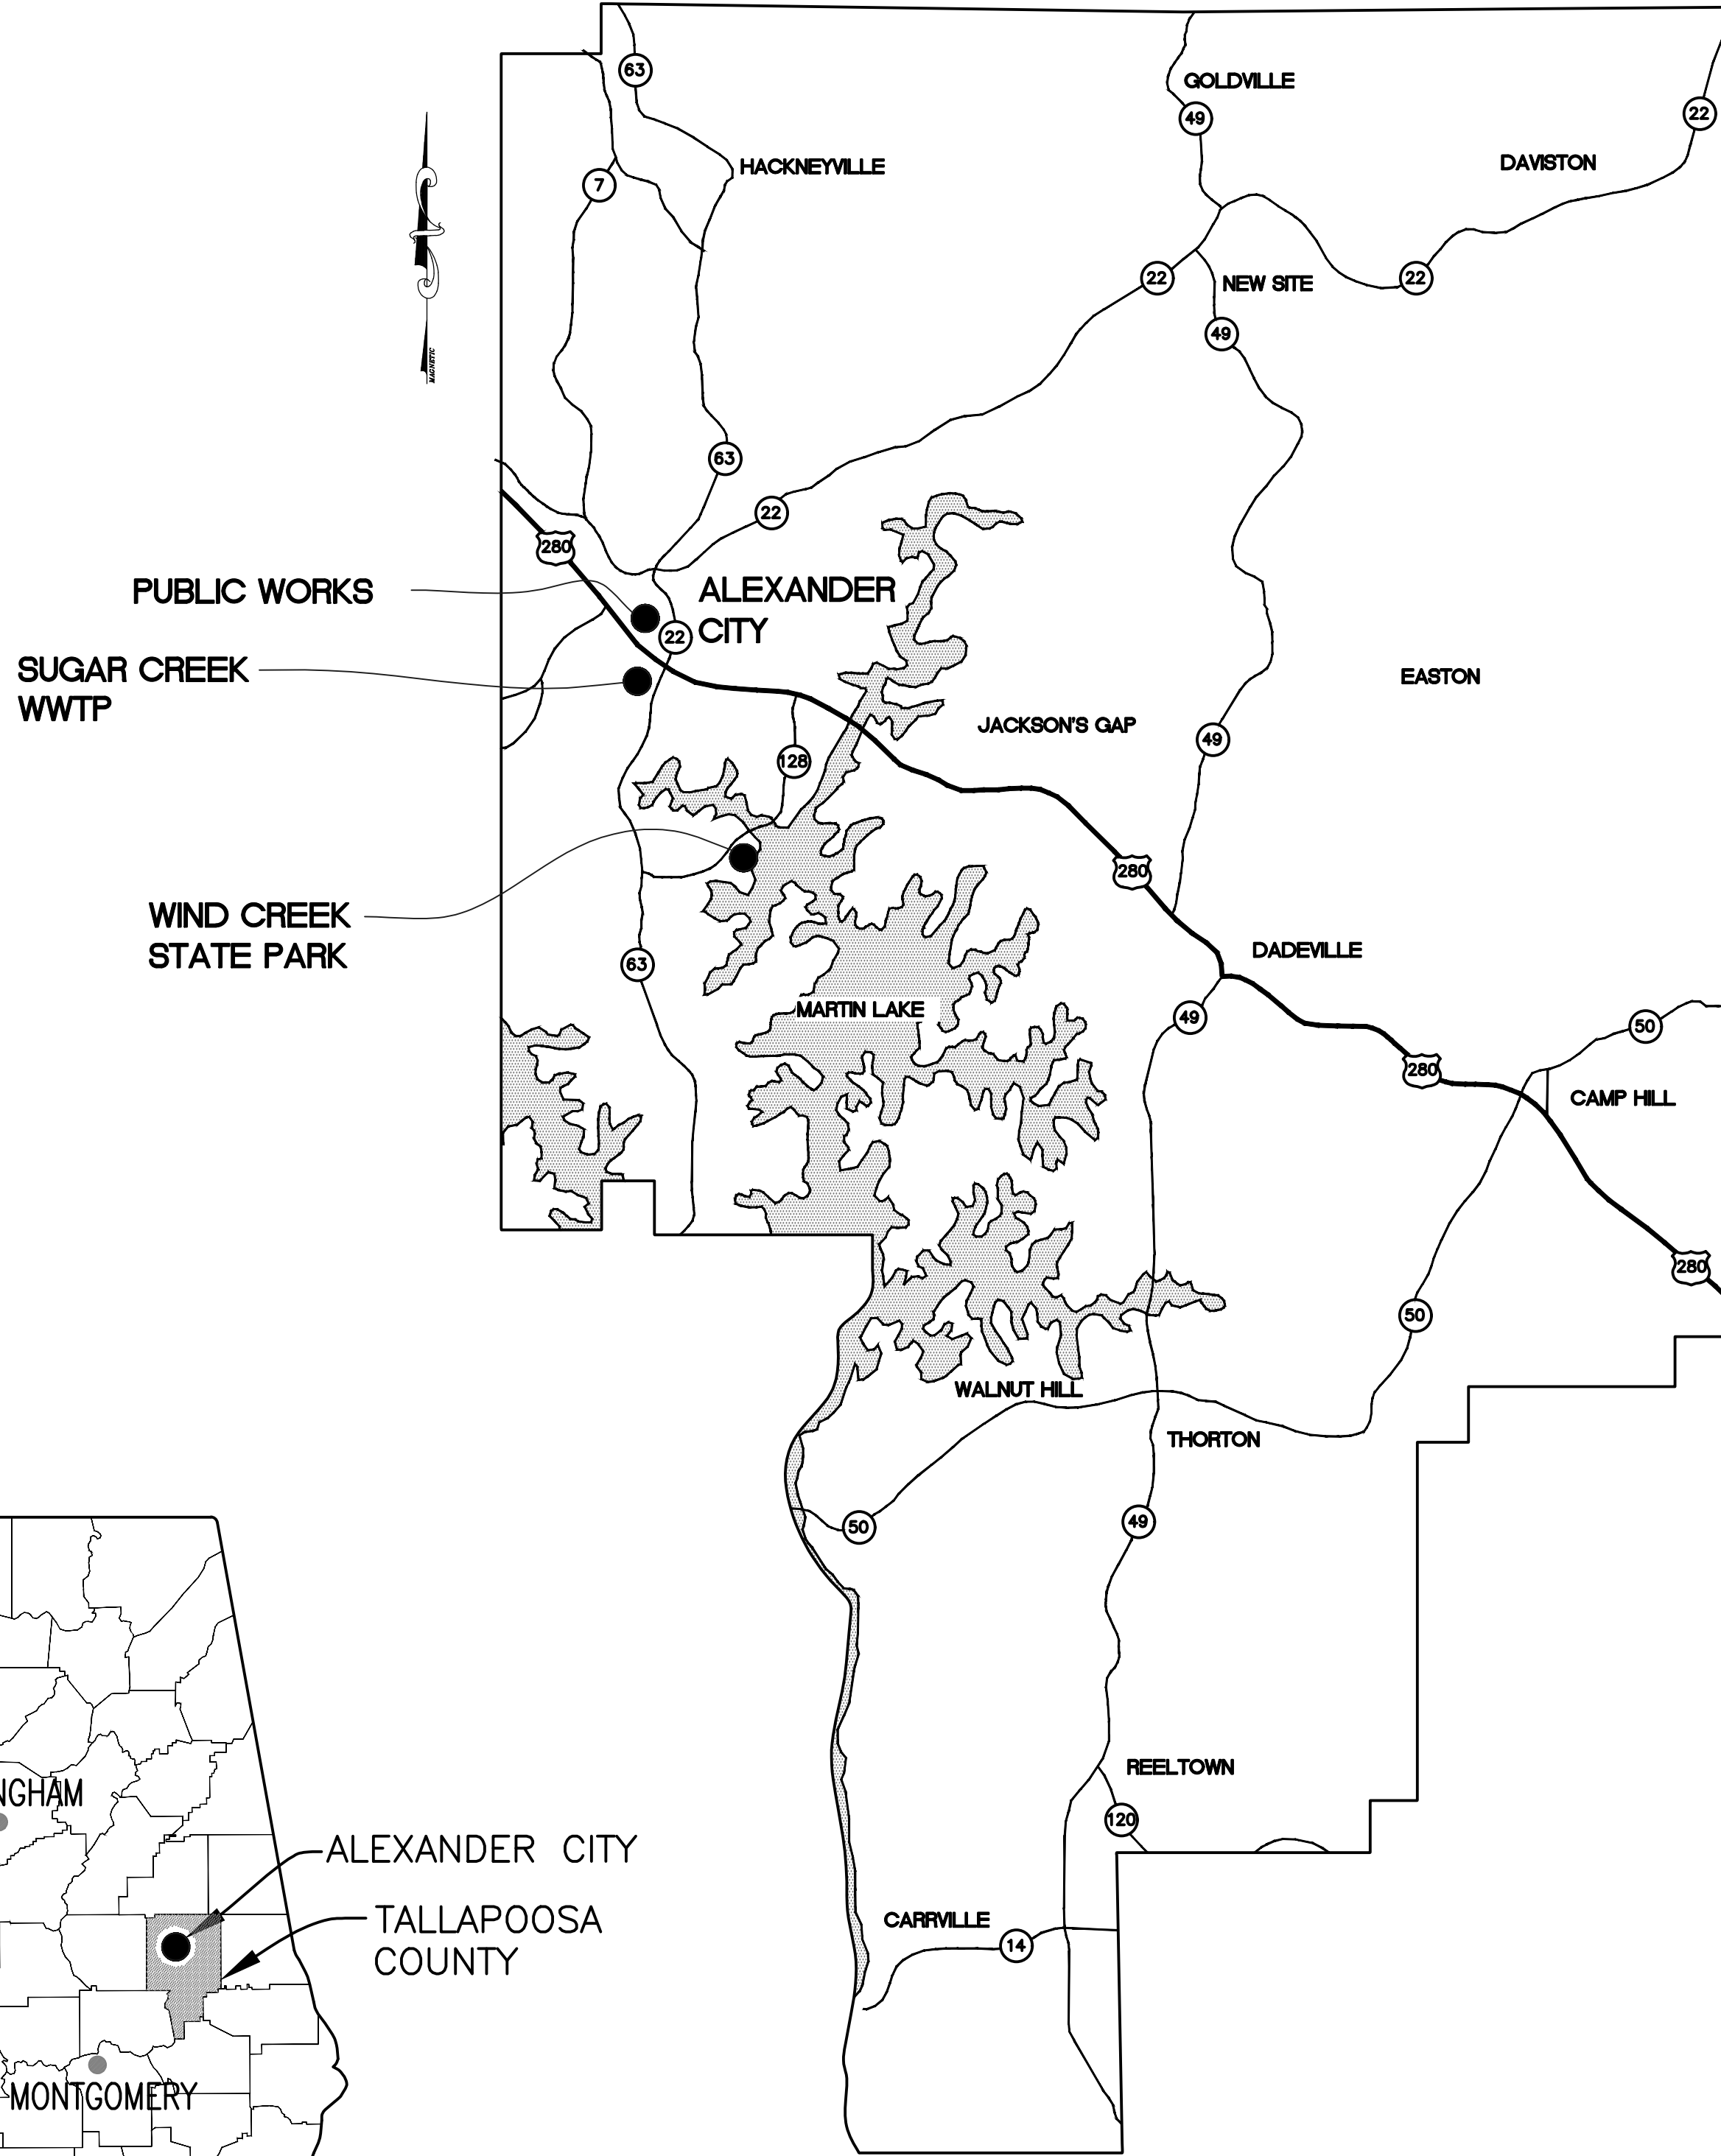 63
GOLDVILLE
49
22
HACKNEYVILLE
DAVISTON
7
22
NEW SITE
22
49
MAGNETIC
63
22
280
PUBLIC WORKS
ALEXANDER
CITY
22
SUGAR CREEK
WWTP
EASTON
JACKSON'S GAP
49
128
280
WIND CREEK
STATE PARK
DADEVILLE
63
MARTIN LAKE
49
50
280
CAMP HILL
280
50
WALNUT HILL
THORTON
50
49
REELTOWN
NGHAM
120
ALEXANDER CITY
TALLAPOOSA
COUNTY
CARRVILLE
14
MONTGOMERY